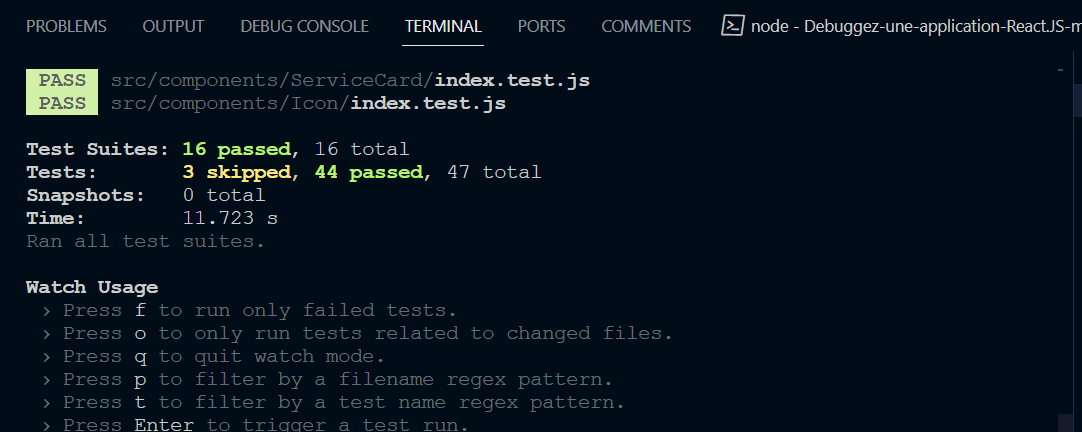 PROBLEMS OUTPUT DEBUG CONSOLE TERMINAL PORTS COMMENTS node - Debuggez-une-application-React.JS-m
PASS src/components/ServiceCard/index.test.js
PASS src/components/Icon/index.test.js
Test Suites: 16 passed, 16 total
Tests: 3 skipped, 44 passed, 47 total
Snapshots: 0 total
Time: 11.723 s
Ran all test suites.
Watch Usage
› Press f to run only failed tests.
› Press o to only run tests related to changed files.
› Press q to quit watch mode.
› Press p to filter by a filename regex pattern.
› Press t to filter by a test name regex pattern.
› Press Enter to trigger a test run.